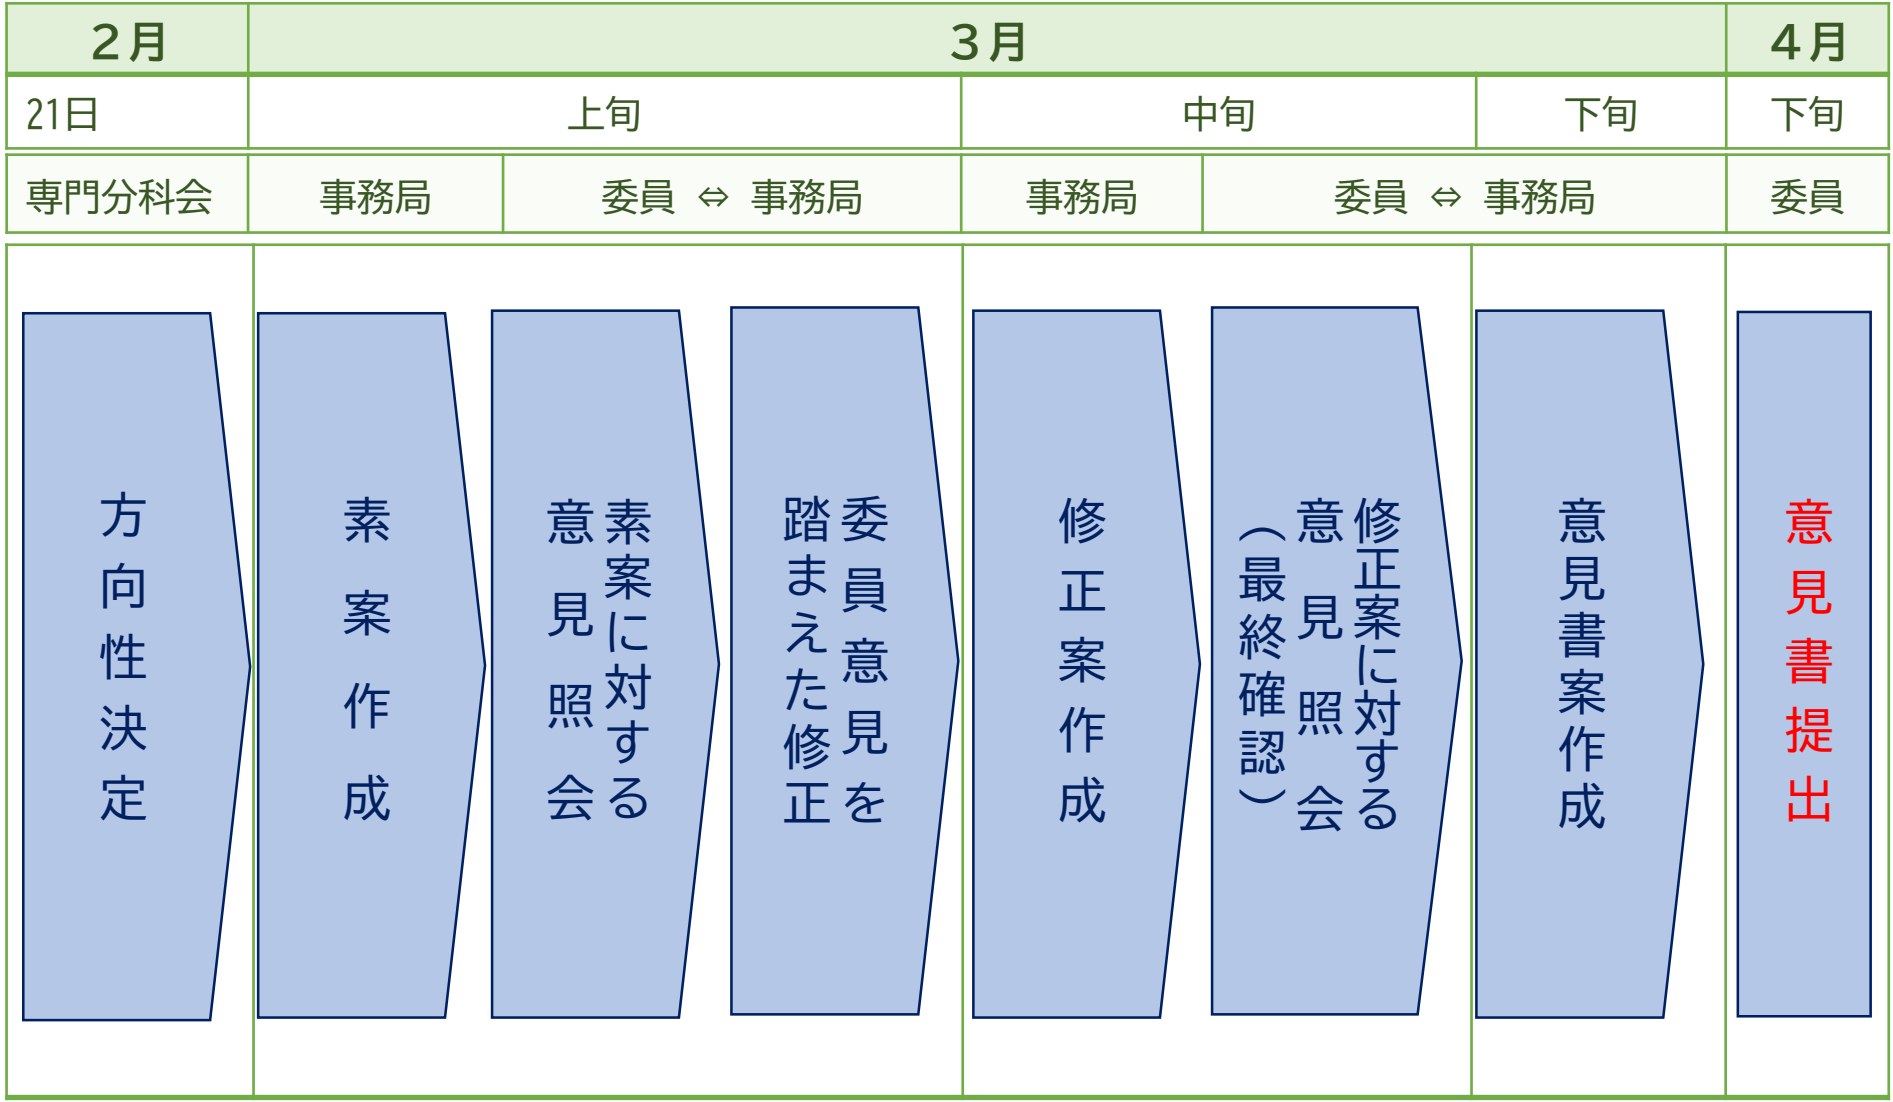 ２月
３月
４月
21日
上旬
中旬
下旬
下旬
専門分科会
事務局
委員 ⇔ 事務局
事務局
委員 ⇔ 事務局
委員
方向性決定
素案作成
素案に対する
意見照会
委員意見を
踏まえた修正
修正案作成
修正案に対する
意見照会
（最終確認）
意見書案作成
意見書提出